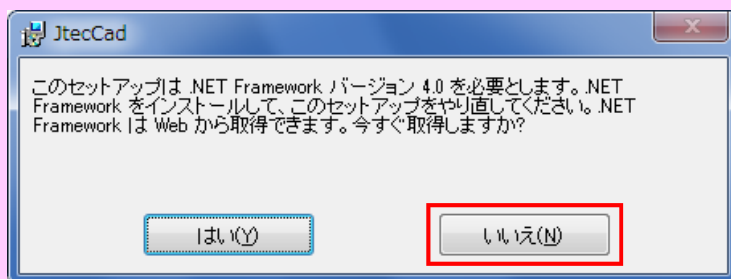 JtecCad
このセットアップは .NET Framework バージョン 4.0 を必要とします。.NET
Framework をインストールして、このセットアップをやり直してください。.NET
Framework は Web から取得できます。今すぐ取得しますか?
はい(Y) いいえ(N)